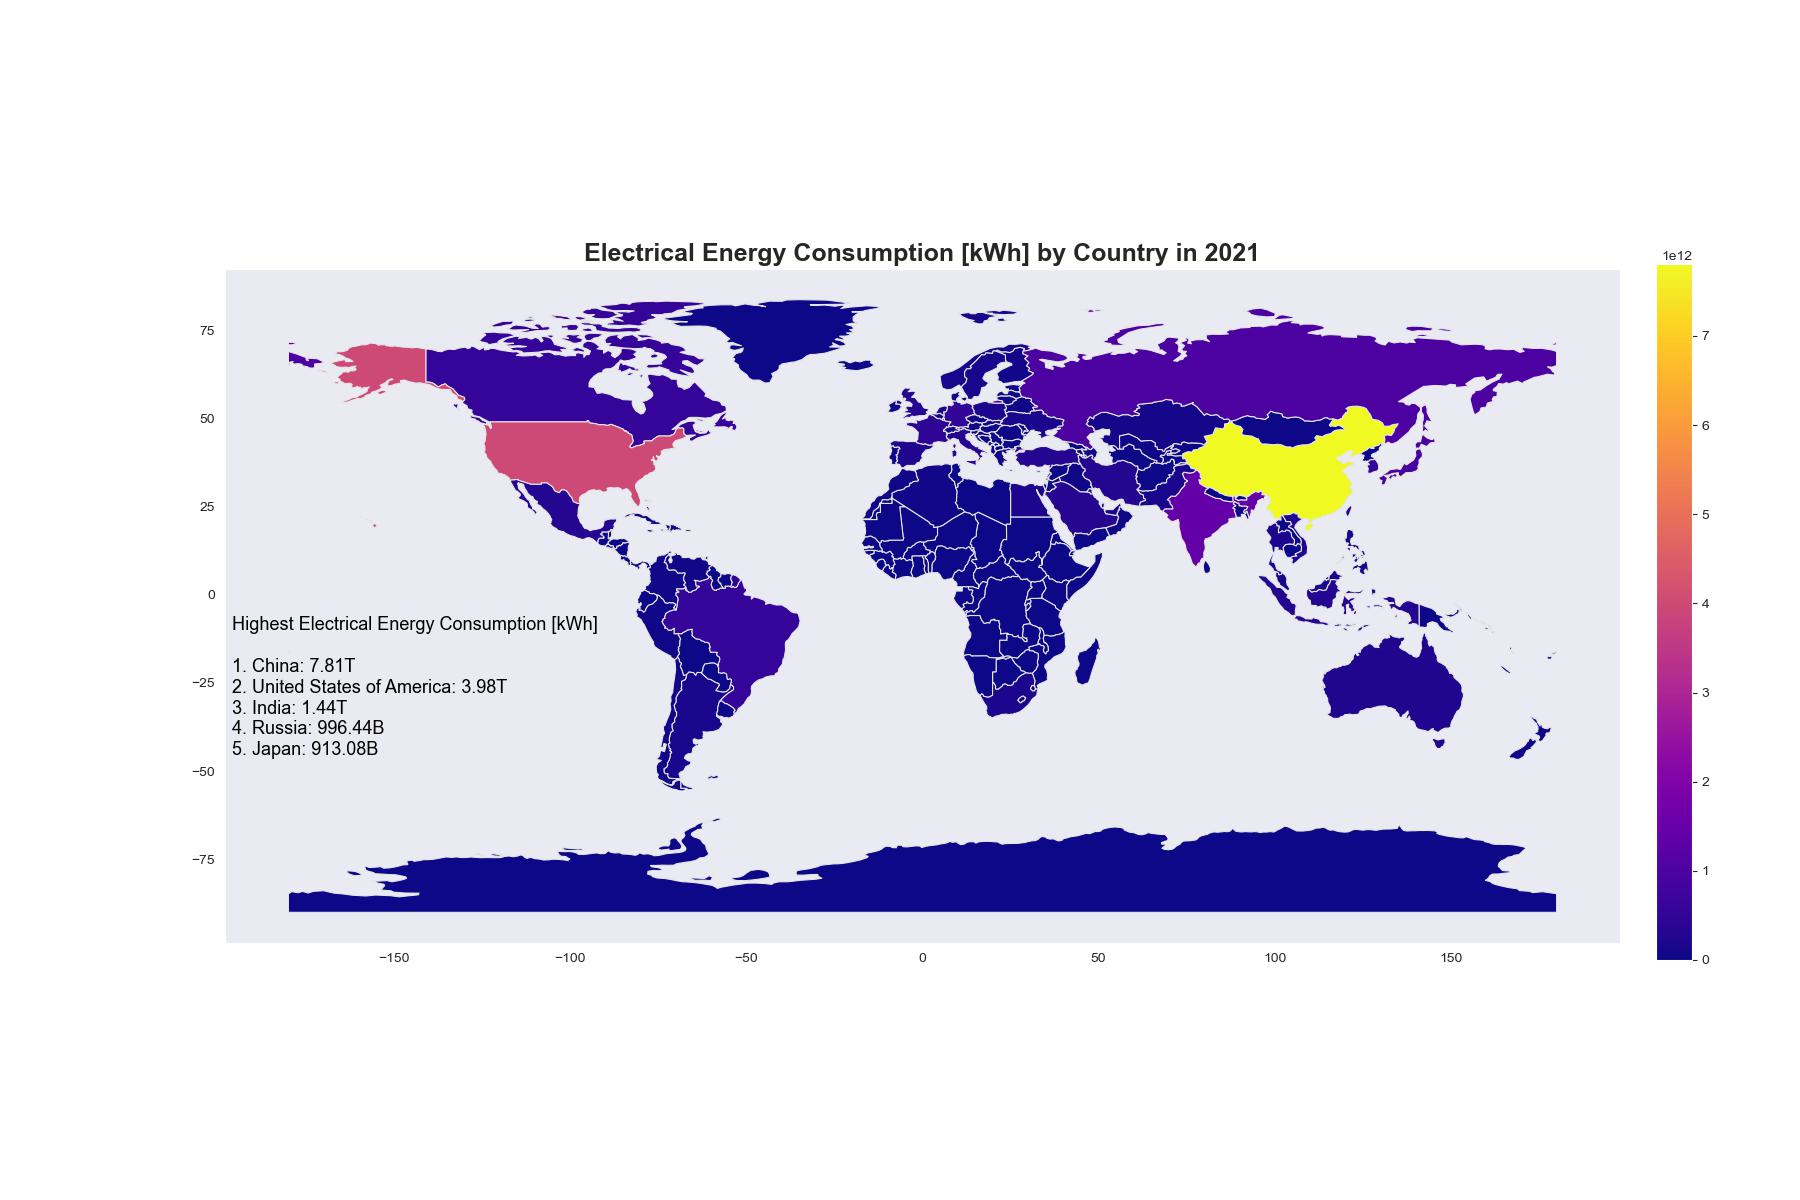 Electrical Energy Consumption [kWh] by Country in 2021
1e12
75
50
25
0
−25
−50
−75
Highest Electrical Energy Consumption [kWh]
1. China: 7.81T
2. United States of America: 3.98T
3. India: 1.44T
4. Russia: 996.44B
5. Japan: 913.08B
−150 −100 −50 0 50 100 150
7
6
5
4
3
2
1
0